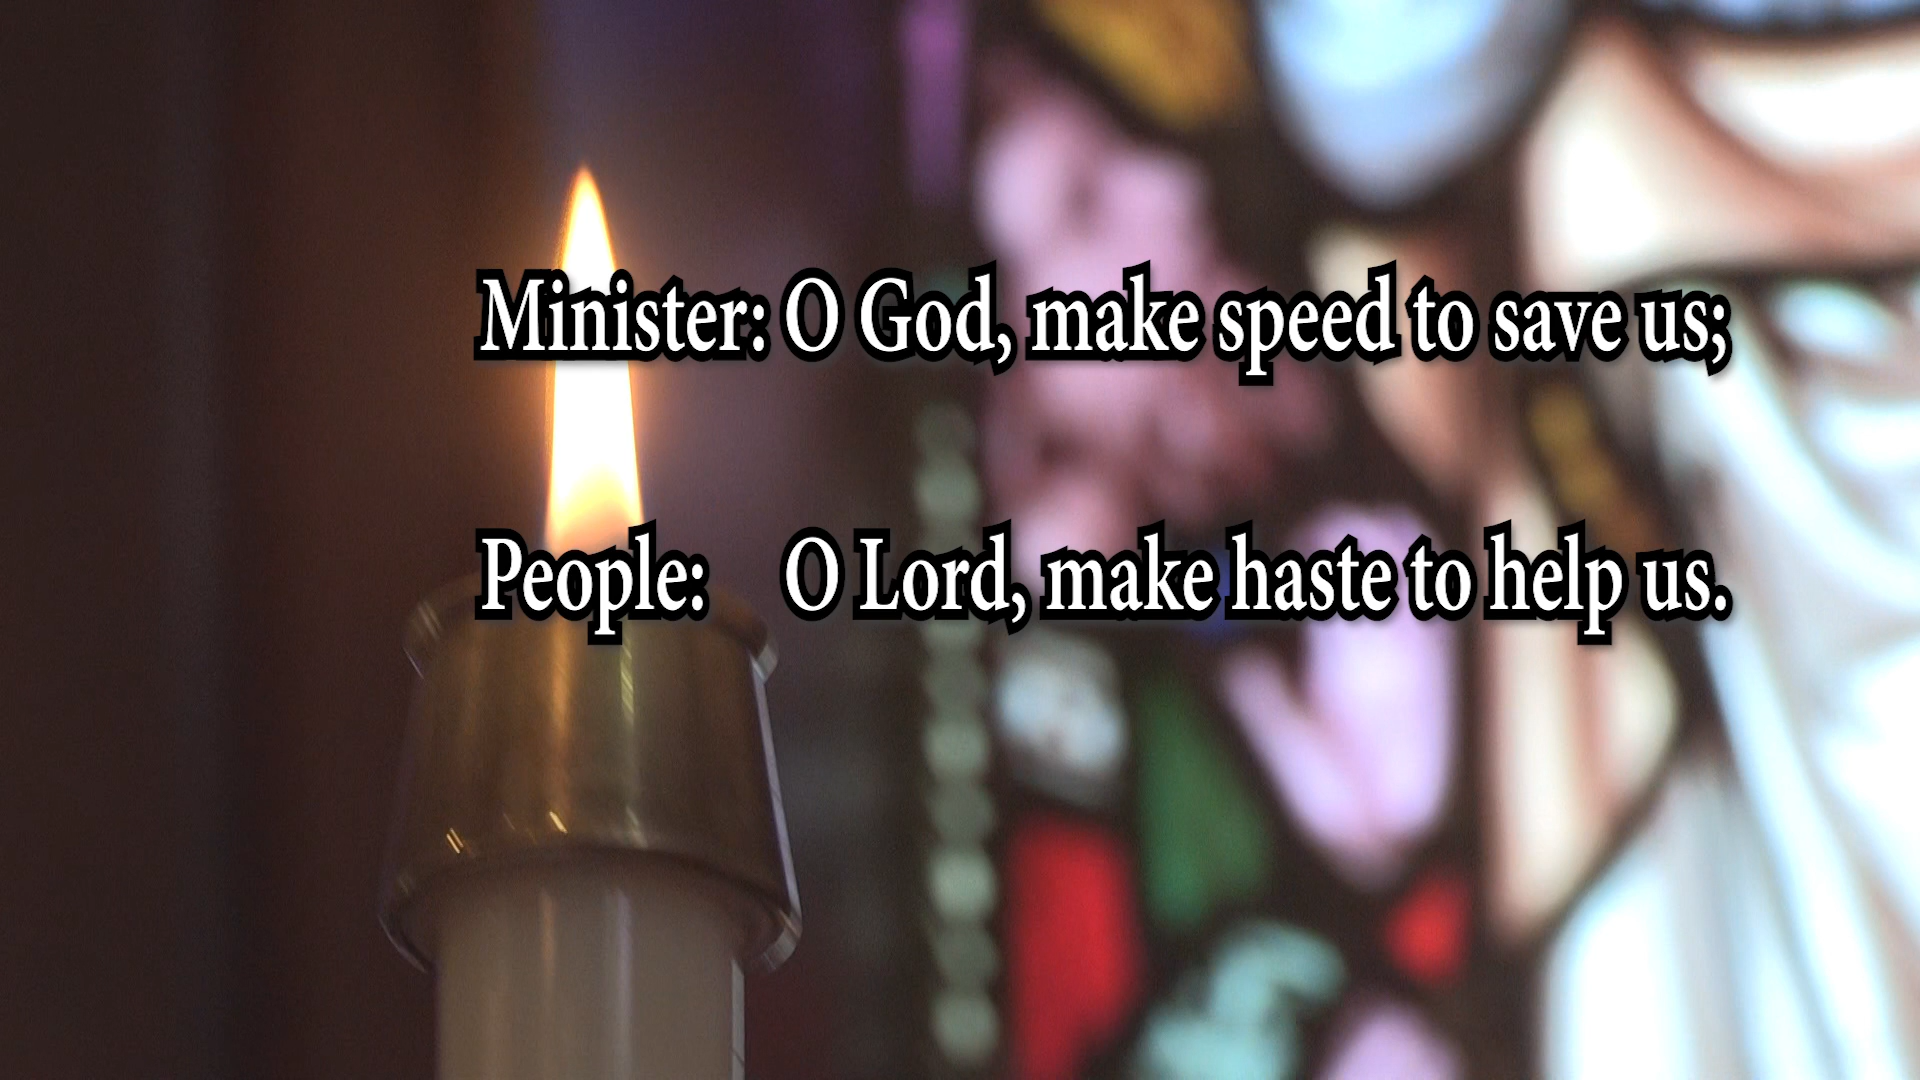 Minister: O God, make speed to save us;
People: O Lord, make haste to help us.